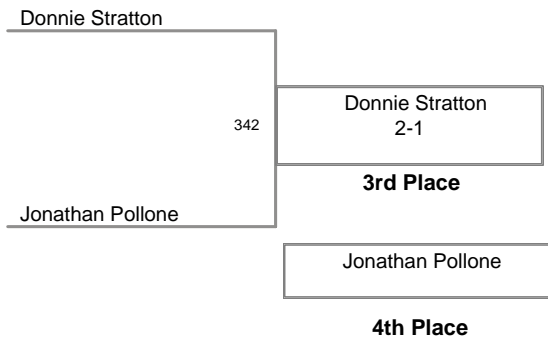 Donnie Stratton
342
Donnie Stratton
2-1
3rd Place
Jonathan Pollone
Jonathan Pollone
4th Place